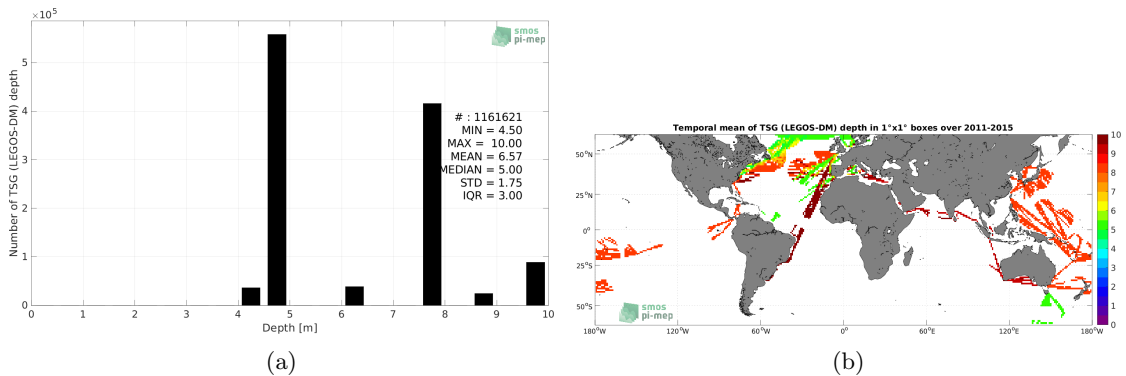 ×10⁵
smos
pi-mep
Number of TSG (LEGOS-DM) depth
5
4
3
2
1
0
# : 1161621
MIN = 4.50
MAX = 10.00
MEAN = 6.57
MEDIAN = 5.00
STD = 1.75
IQR = 3.00
0 1 2 3 4 5 6 7 8 9 10
Depth [m]
(a)
Temporal mean of TSG (LEGOS-DM) depth in 1°x1° boxes over 2011-2015
50°N
25°N
0°
25°S
50°S
180°W 120°W 60°W 0° 60°E 120°E 180°W
10
9
8
7
6
5
4
3
2
1
0
smos
pi-mep
(b)